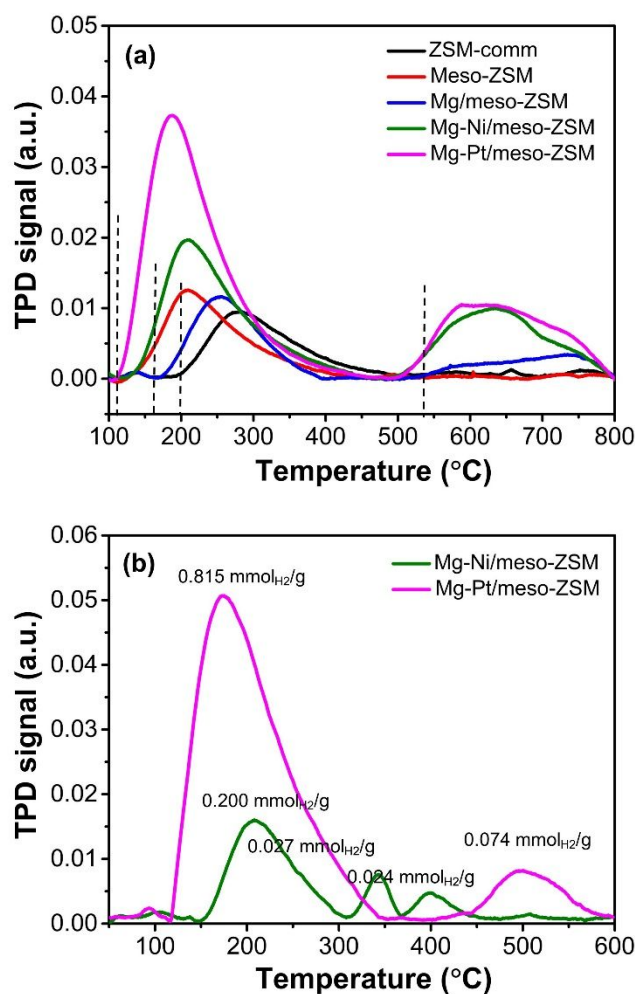 (a)
ZSM-comm
Meso-ZSM
Mg/meso-ZSM
Mg-Ni/meso-ZSM
Mg-Pt/meso-ZSM
TPD signal (a.u.)
0.05
0.04
0.03
0.02
0.01
0.00
100 200 300 400 500 600 700 800
Temperature (°C)
(b)
Mg-Ni/meso-ZSM
Mg-Pt/meso-ZSM
0.815 mmolH2/g
0.200 mmolH2/g
0.027 mmolH2/g
0.024 mmolH2/g
0.074 mmolH2/g
TPD signal (a.u.)
0.06
0.05
0.04
0.03
0.02
0.01
0.00
100 200 300 400 500 600
Temperature (°C)